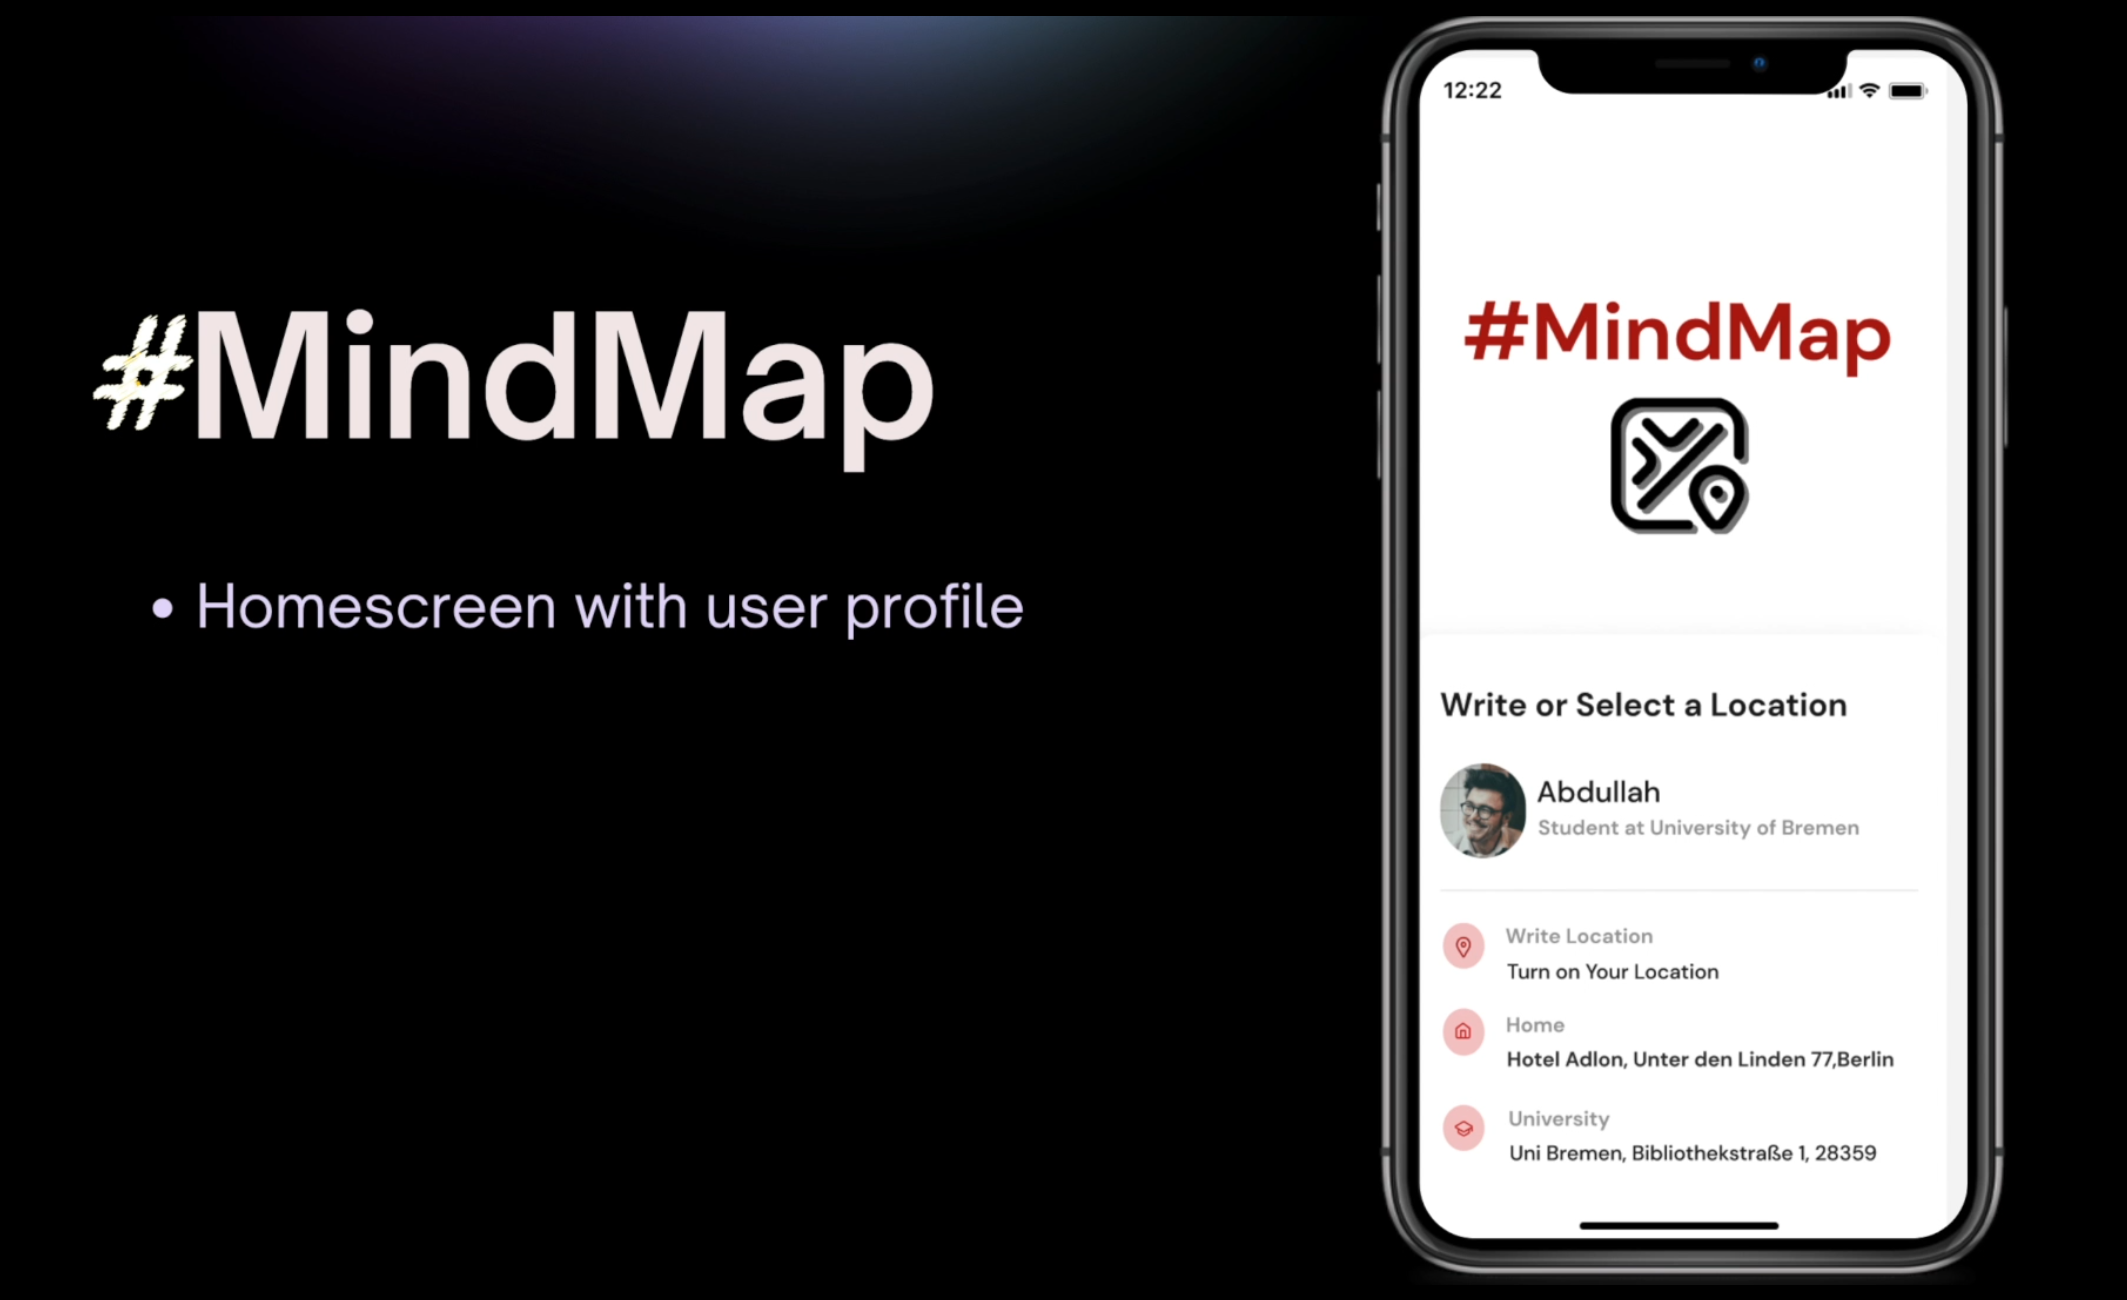 #MindMap
• Homescreen with user profile
12:22
#MindMap
Write or Select a Location
Abdullah
Student at University of Bremen
Write Location
Turn on Your Location
Home
Hotel Adlon, Unter den Linden 77,Berlin
University
Uni Bremen, Bibliothekstraße 1, 28359